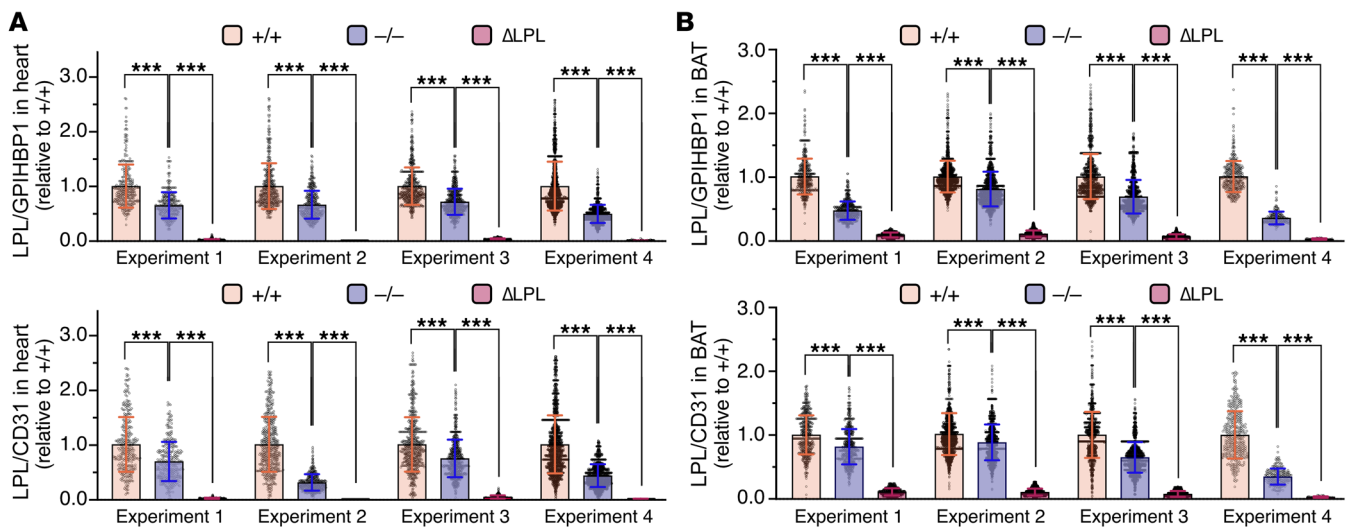 A
+/+ −/− ΔLPL
LPL/GPIHBP1 in heart
(relative to +/+)
3.0
2.0
1.0
0.0
*** *** *** *** *** *** *** ***
Experiment 1 Experiment 2 Experiment 3 Experiment 4
+/+ −/− ΔLPL
LPL/CD31 in heart
(relative to +/+)
3.0
2.0
1.0
0.0
*** *** *** *** *** *** *** ***
Experiment 1 Experiment 2 Experiment 3 Experiment 4
B
+/+ −/− ΔLPL
LPL/GPIHBP1 in BAT
(relative to +/+)
3.0
2.0
1.0
0.0
*** *** *** *** *** *** *** ***
Experiment 1 Experiment 2 Experiment 3 Experiment 4
+/+ −/− ΔLPL
LPL/CD31 in BAT
(relative to +/+)
3.0
2.0
1.0
0.0
*** *** *** *** *** *** *** ***
Experiment 1 Experiment 2 Experiment 3 Experiment 4